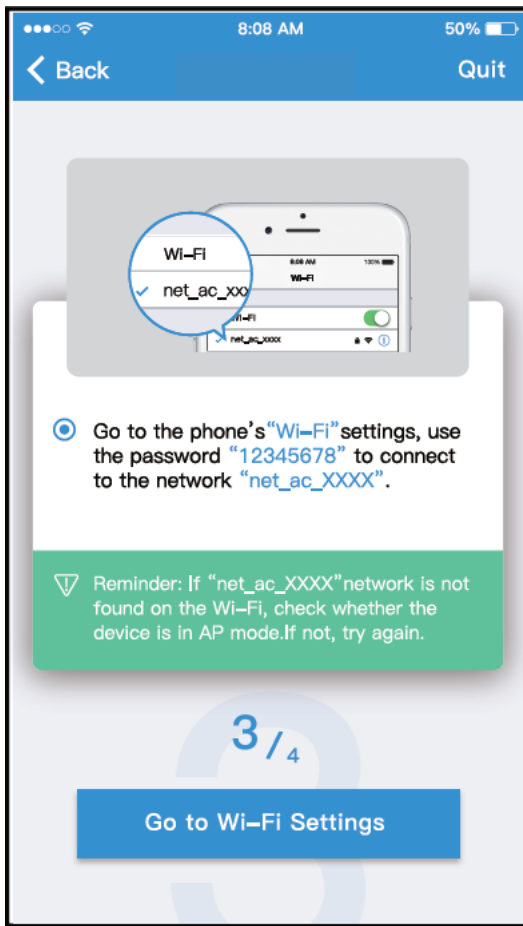 8:08 AM
50%
Back
Quit
Wi-Fi
net_ac_xxx
8:08 AM
100%
Wi-Fi
Wi-Fi
net_ac_xxxx
Go to the phone's“Wi-Fi”settings, use
the password “12345678” to connect
to the network “net_ac_XXXX”.
Reminder: If “net_ac_XXXX”network is not
found on the Wi-Fi, check whether the
device is in AP mode.If not, try again.
3/4
Go to Wi-Fi Settings
3